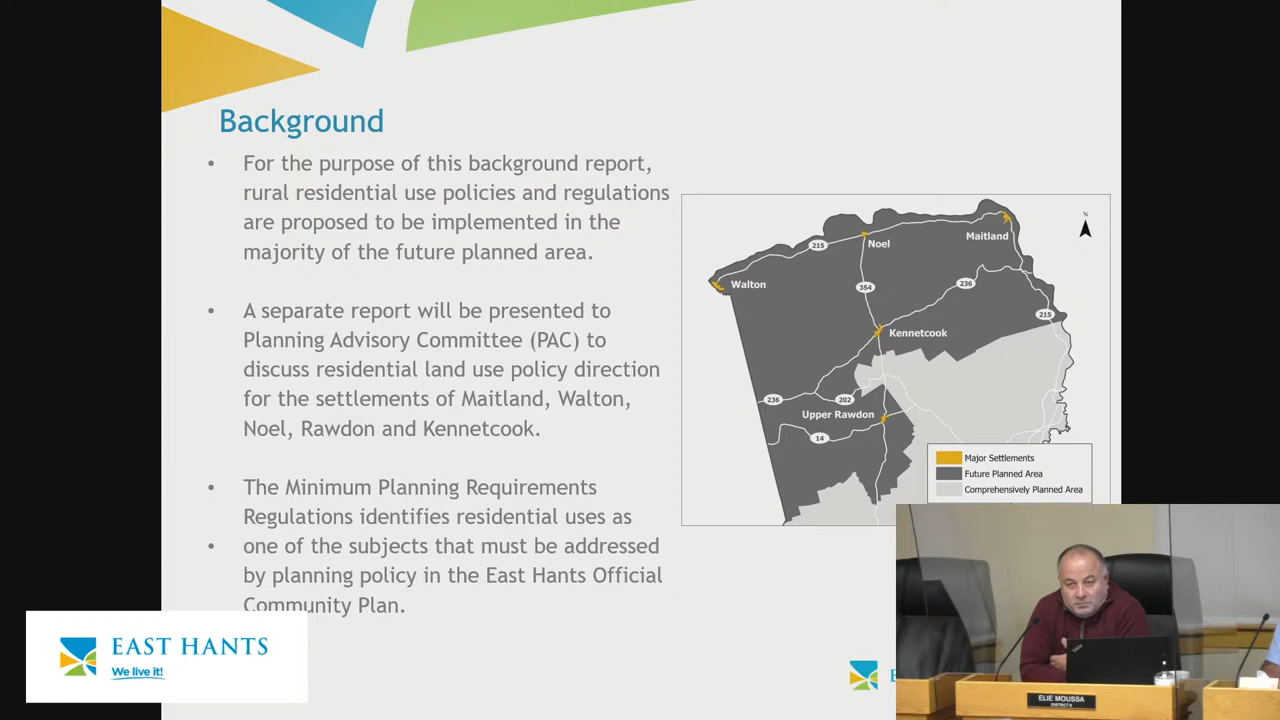 Background
• For the purpose of this background report,
rural residential use policies and regulations
are proposed to be implemented in the
majority of the future planned area.
• A separate report will be presented to
Planning Advisory Committee (PAC) to
discuss residential land use policy direction
for the settlements of Maitland, Walton,
Noel, Rawdon and Kennetcook.
• The Minimum Planning Requirements
Regulations identifies residential uses as
• one of the subjects that must be addressed
by planning policy in the East Hants Official
Community Plan.
N
Maitland
215
Noel
Walton
354
236
215
Kennetcook
236
202
Upper Rawdon
14
Major Settlements
Future Planned Area
Comprehensively Planned Area
EAST HANTS
We live it!
ELIE MOUSSA